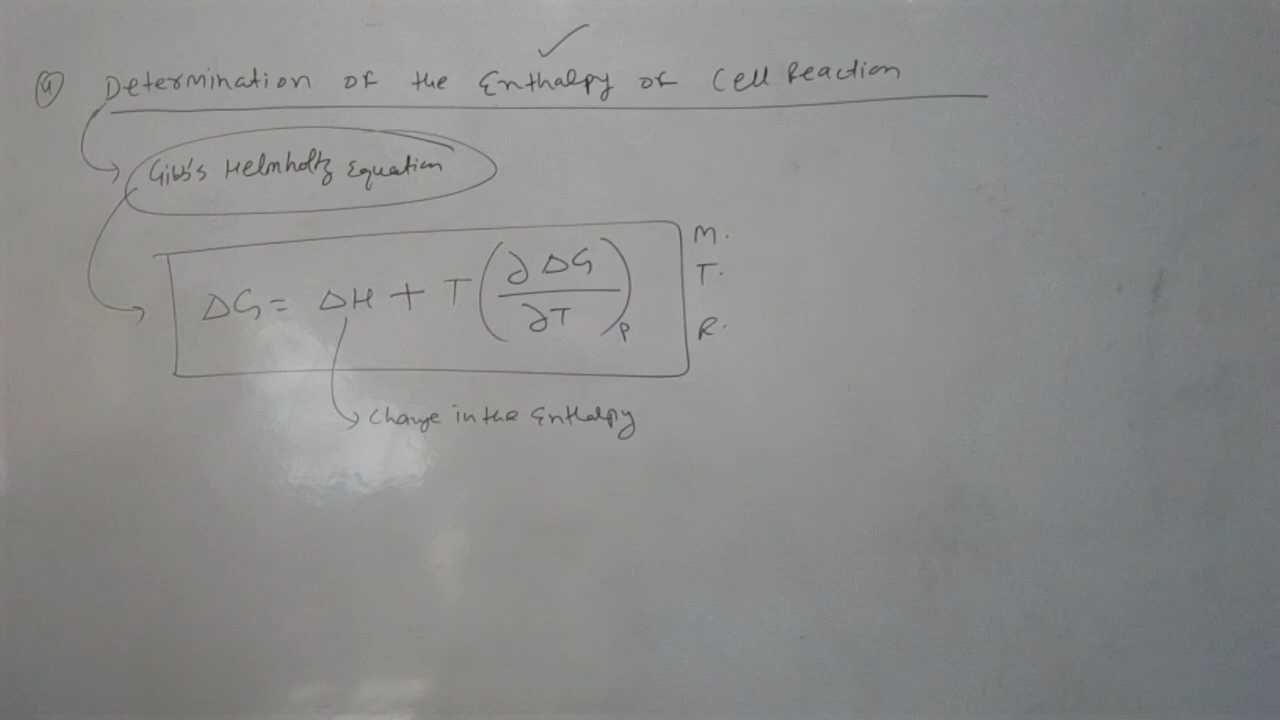 ④ Determination of the Enthalpy of Cell Reaction
Gibb's Helmholtz Equation
ΔG = ΔH + T(∂ΔG/∂T)P
M.
T.
R.
Change in the Enthalpy